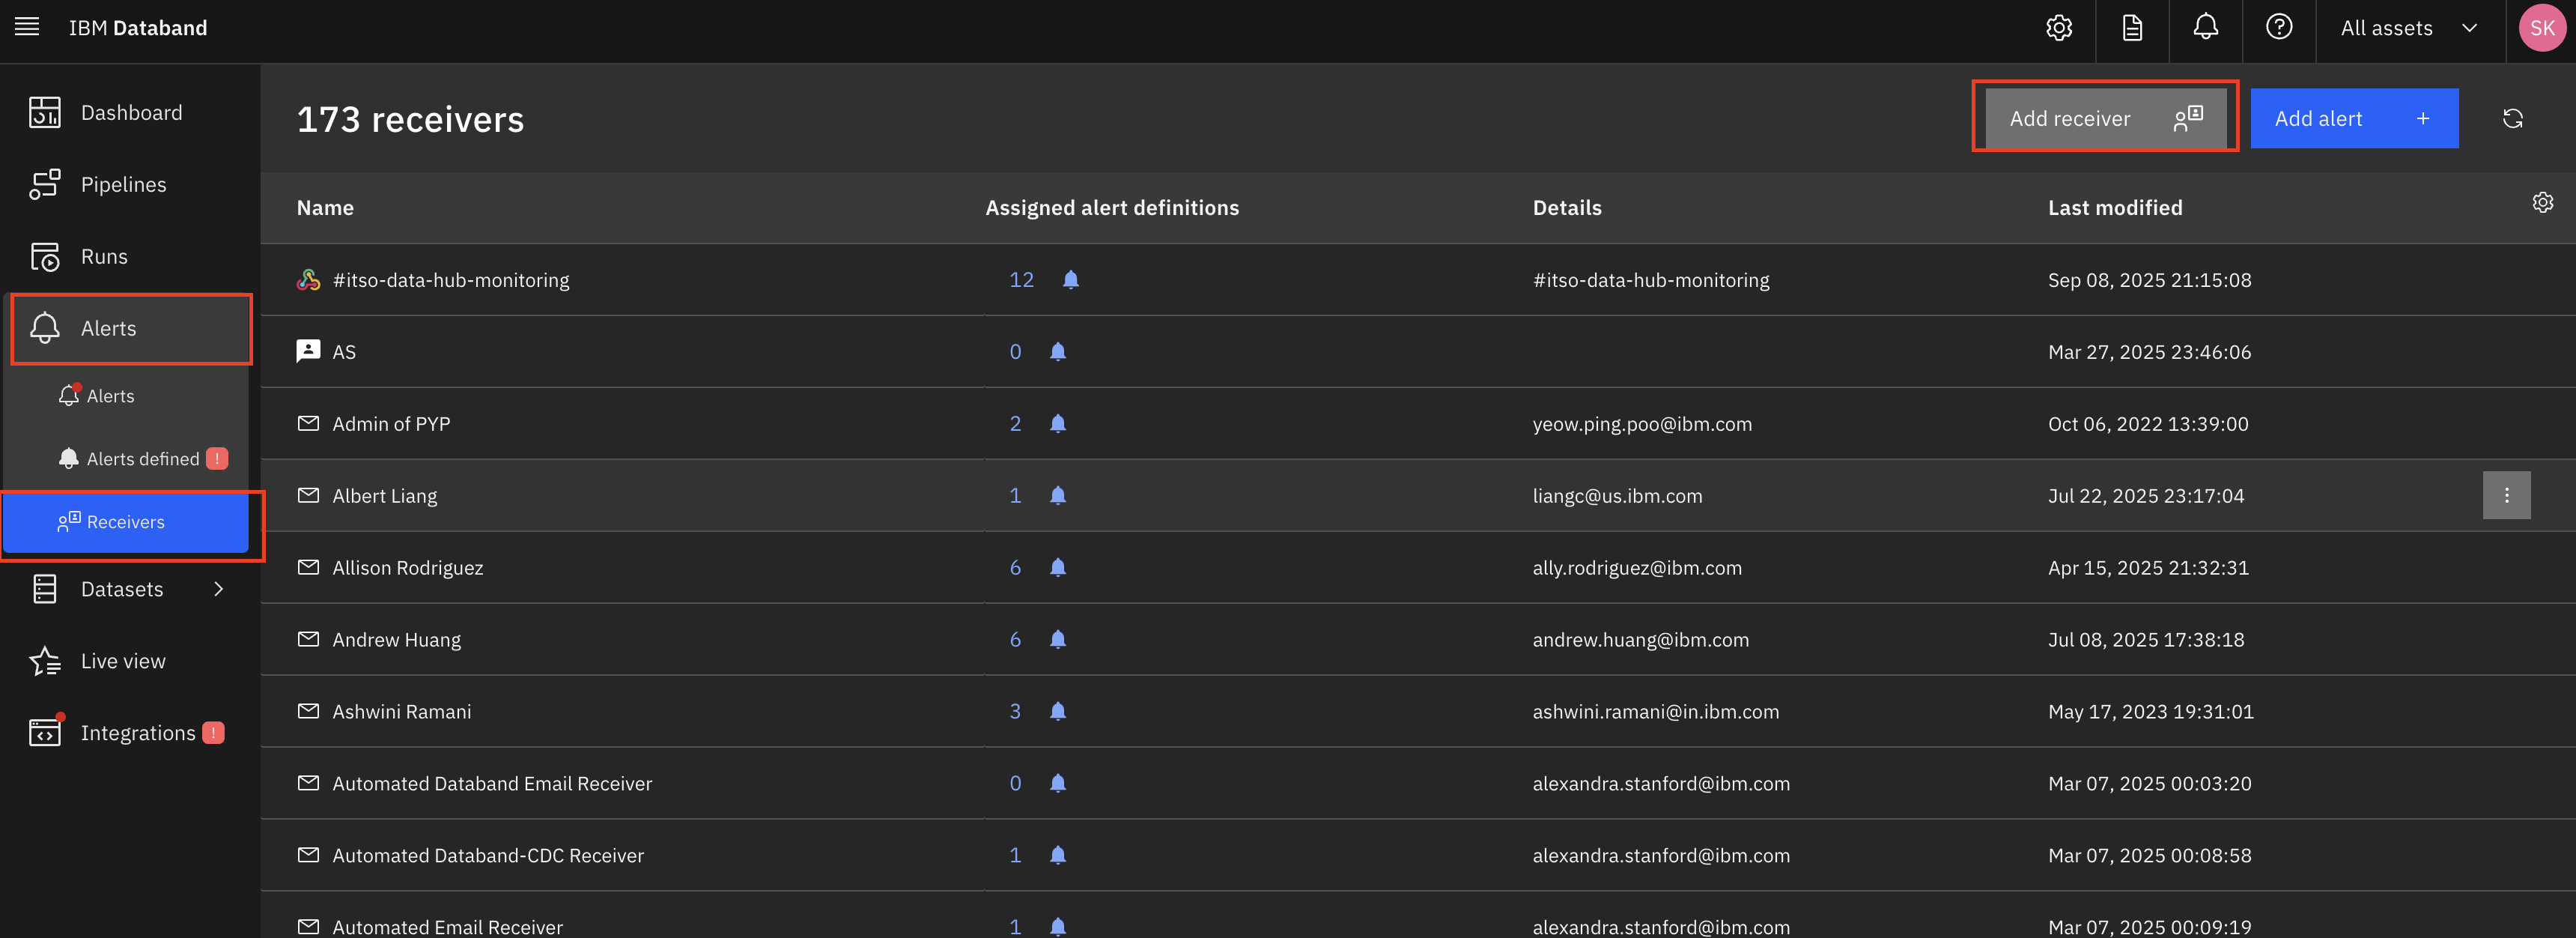 IBM Databand
All assets
SK
Dashboard
Pipelines
Runs
Alerts
Alerts
Alerts defined !
Receivers
Datasets
Live view
Integrations !
173 receivers
Add receiver
Add alert +
Name Assigned alert definitions Details Last modified
#itso-data-hub-monitoring 12 #itso-data-hub-monitoring Sep 08, 2025 21:15:08
AS 0 Mar 27, 2025 23:46:06
Admin of PYP 2 yeow.ping.poo@ibm.com Oct 06, 2022 13:39:00
Albert Liang 1 liangc@us.ibm.com Jul 22, 2025 23:17:04
Allison Rodriguez 6 ally.rodriguez@ibm.com Apr 15, 2025 21:32:31
Andrew Huang 6 andrew.huang@ibm.com Jul 08, 2025 17:38:18
Ashwini Ramani 3 ashwini.ramani@in.ibm.com May 17, 2023 19:31:01
Automated Databand Email Receiver 0 alexandra.stanford@ibm.com Mar 07, 2025 00:03:20
Automated Databand-CDC Receiver 1 alexandra.stanford@ibm.com Mar 07, 2025 00:08:58
Automated Email Receiver 1 alexandra.stanford@ibm.com Mar 07, 2025 00:09:19